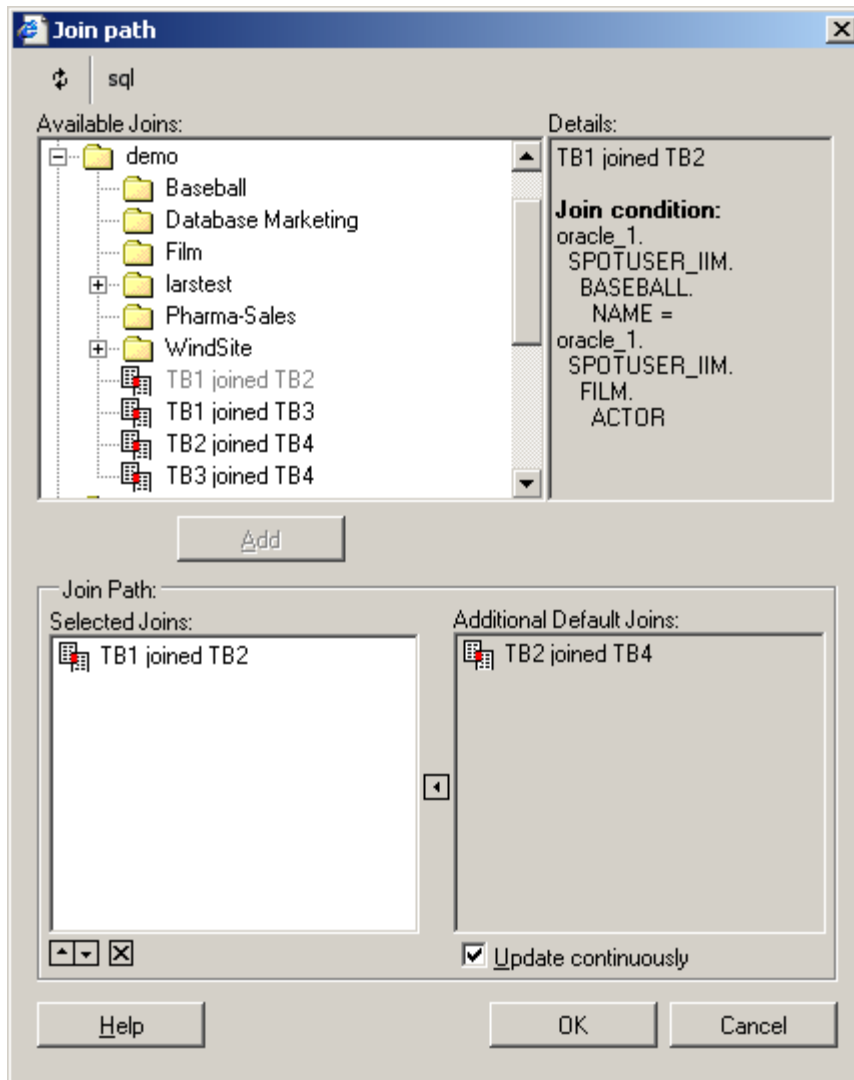 Join path
sql
Available Joins:
demo
Baseball
Database Marketing
Film
larstest
Pharma-Sales
WindSite
TB1 joined TB2
TB1 joined TB3
TB2 joined TB4
TB3 joined TB4
Details:
TB1 joined TB2
Join condition:
oracle_1.
SPOTUSER_IIM.
BASEBALL.
NAME =
oracle_1.
SPOTUSER_IIM.
FILM.
ACTOR
Add
Join Path:
Selected Joins:
TB1 joined TB2
Additional Default Joins:
TB2 joined TB4
Update continuously
Help
OK
Cancel